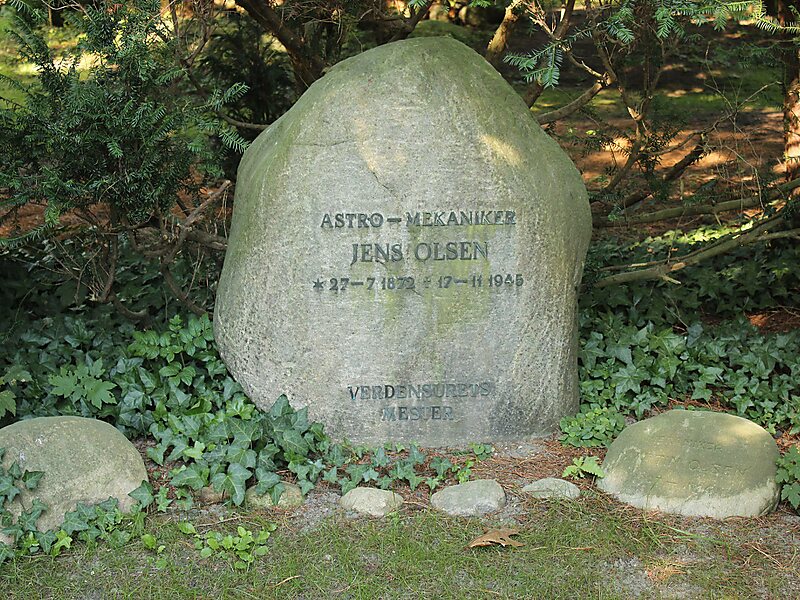 ASTRO-MEKANIKER
JENS OLSEN
* 27-7 1872 † 17-11 1945
VERDENSURETS
MESTER